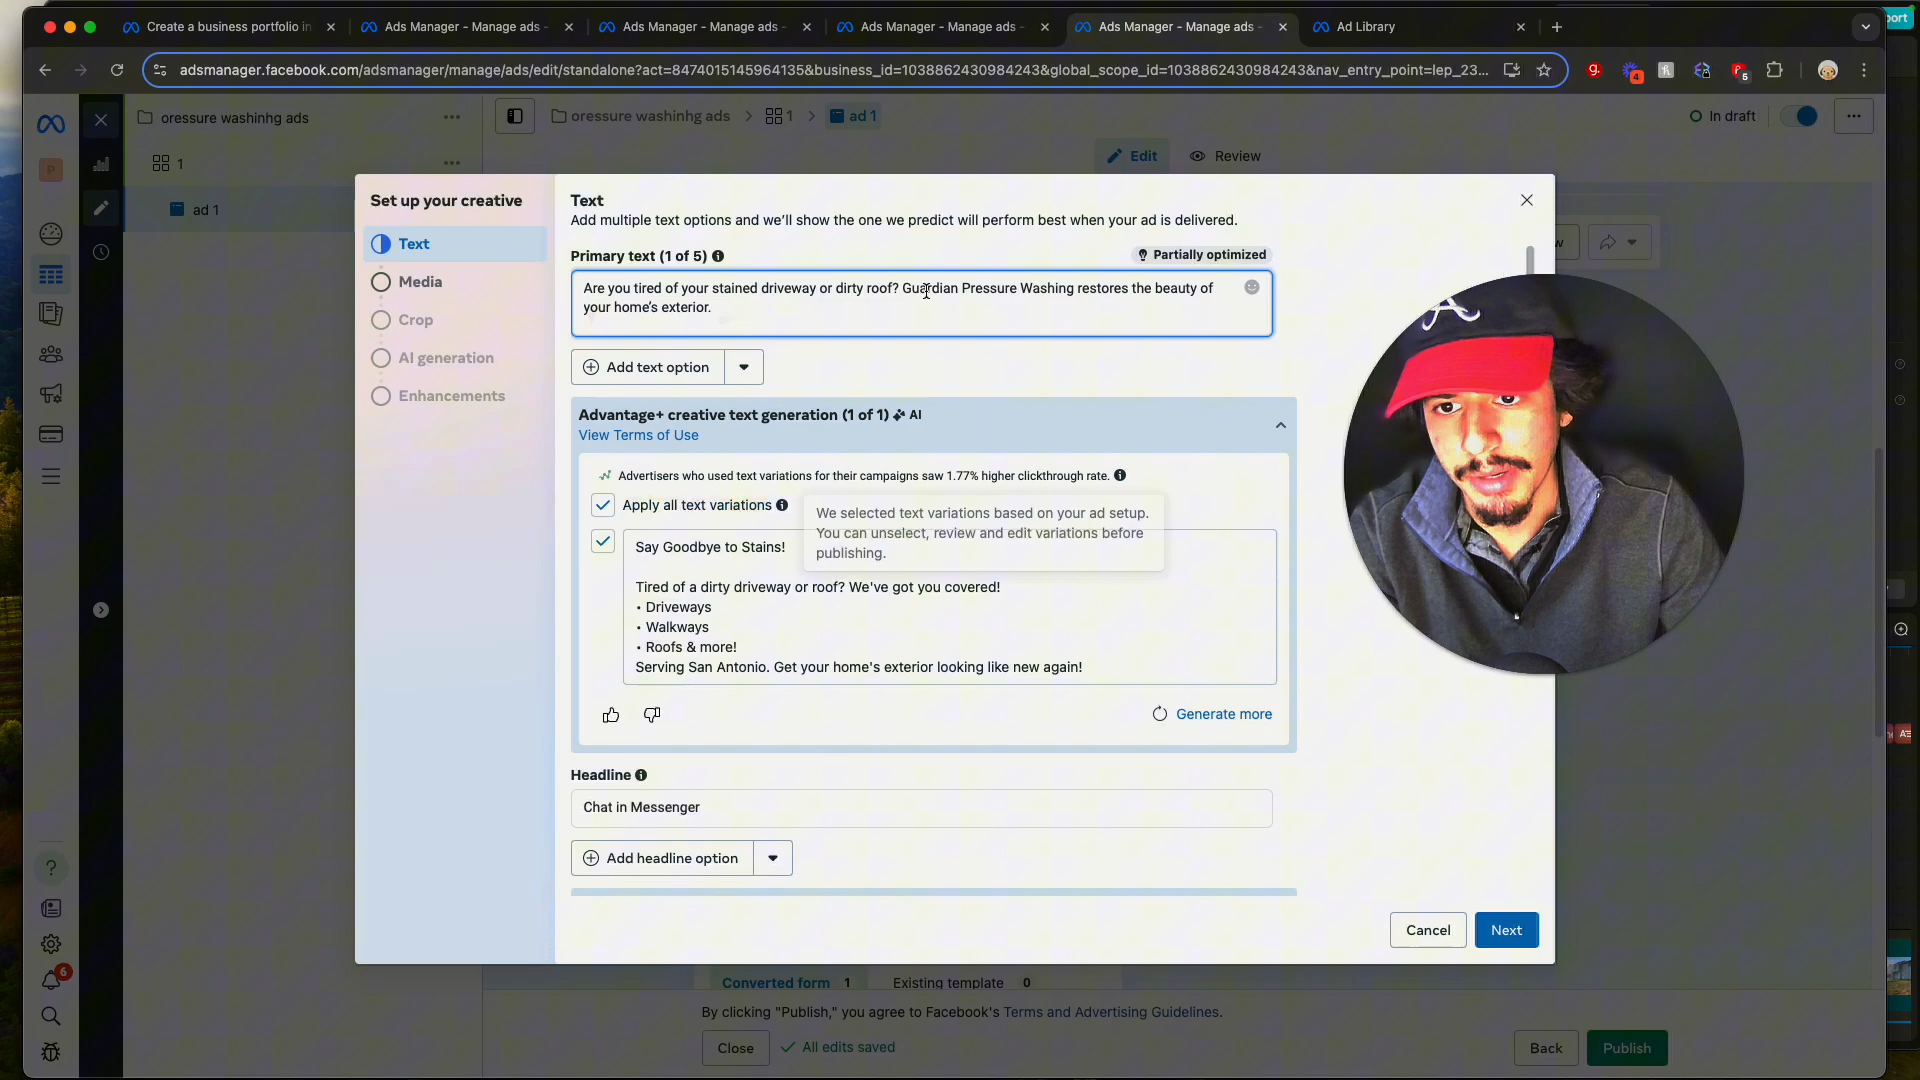 Create a business portfolio in
Ads Manager - Manage ads -
Ads Manager - Manage ads -
Ads Manager - Manage ads -
Ads Manager - Manage ads -
Ad Library
adsmanager.facebook.com/adsmanager/manage/ads/edit/standalone?act=8474015145964135&business_id=1038862430984243&global_scope_id=1038862430984243&nav_entry_point=lep_23...
4
5
oressure washinhg ads
oressure washinhg ads
1
ad 1
In draft
P
1
Edit
Review
ad 1
Set up your creative
Text
Media
Crop
AI generation
Enhancements
Text
Add multiple text options and we'll show the one we predict will perform best when your ad is delivered.
Primary text (1 of 5)
Partially optimized
Are you tired of your stained driveway or dirty roof? Guardian Pressure Washing restores the beauty of
your home's exterior.
Add text option
Advantage+ creative text generation (1 of 1) AI
View Terms of Use
Advertisers who used text variations for their campaigns saw 1.77% higher clickthrough rate.
Apply all text variations
We selected text variations based on your ad setup.
You can unselect, review and edit variations before
publishing.
Say Goodbye to Stains!
Tired of a dirty driveway or roof? We've got you covered!
• Driveways
• Walkways
• Roofs & more!
Serving San Antonio. Get your home's exterior looking like new again!
Generate more
Headline
Chat in Messenger
Add headline option
Cancel
Next
6
Converted form 1
Existing template 0
By clicking "Publish," you agree to Facebook's Terms and Advertising Guidelines.
Close
All edits saved
Back
Publish